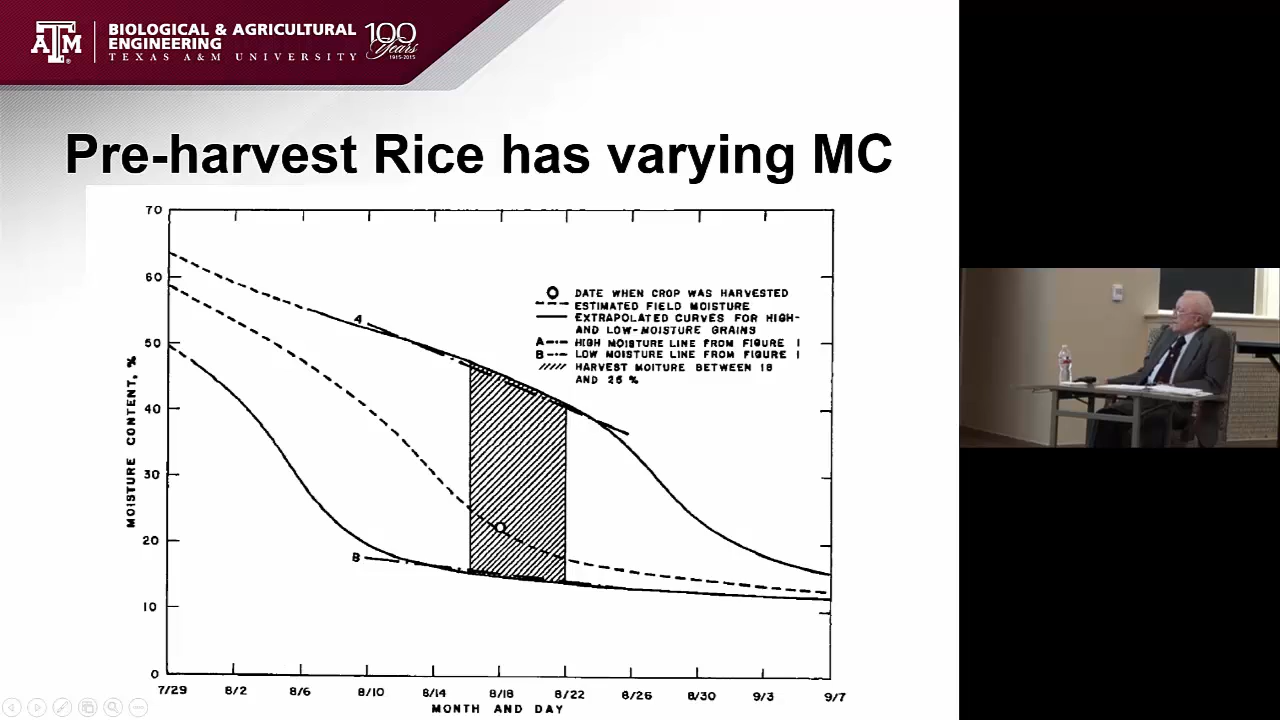 BIOLOGICAL & AGRICULTURAL
ENGINEERING
TEXAS A&M UNIVERSITY
ATM
100
Years
1915-2015
Pre-harvest Rice has varying MC
70
60
50
40
30
20
10
0
MOISTURE CONTENT, %
DATE WHEN CROP WAS HARVESTED
ESTIMATED FIELD MOISTURE
EXTRAPOLATED CURVES FOR HIGH-
AND LOW-MOISTURE GRAINS
A HIGH MOISTURE LINE FROM FIGURE 1
B LOW MOISTURE LINE FROM FIGURE 1
HARVEST MOITURE BETWEEN 18
AND 25 %
A
B
7/29 8/2 8/6 8/10 8/14 8/18 8/22 8/26 8/30 9/3 9/7
MONTH AND DAY